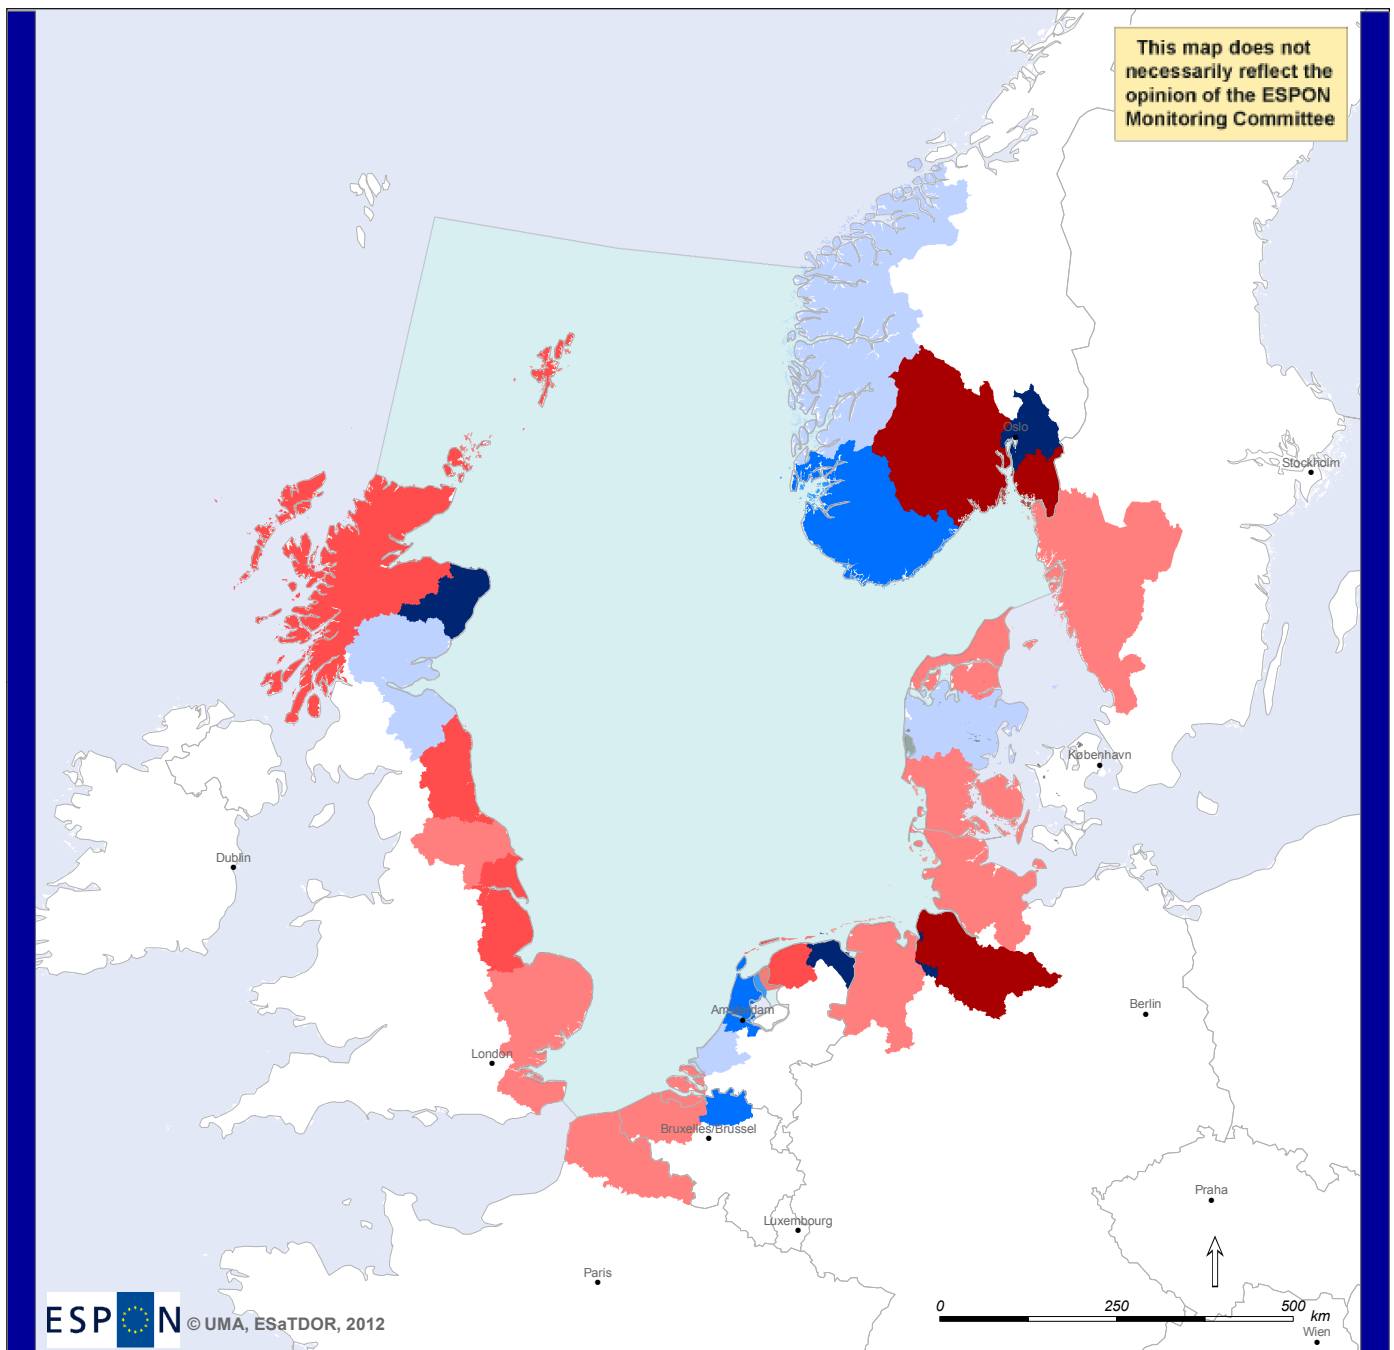 This map does not
necessarily reflect the
opinion of the ESPON
Monitoring Committee
Oslo
Stockholm
København
Dublin
Amsterdam
Berlin
London
Bruxelles/Brussel
Praha
Luxembourg
Paris
0 250 500
km
Wien
ESPON
© UMA, ESaTDOR, 2012